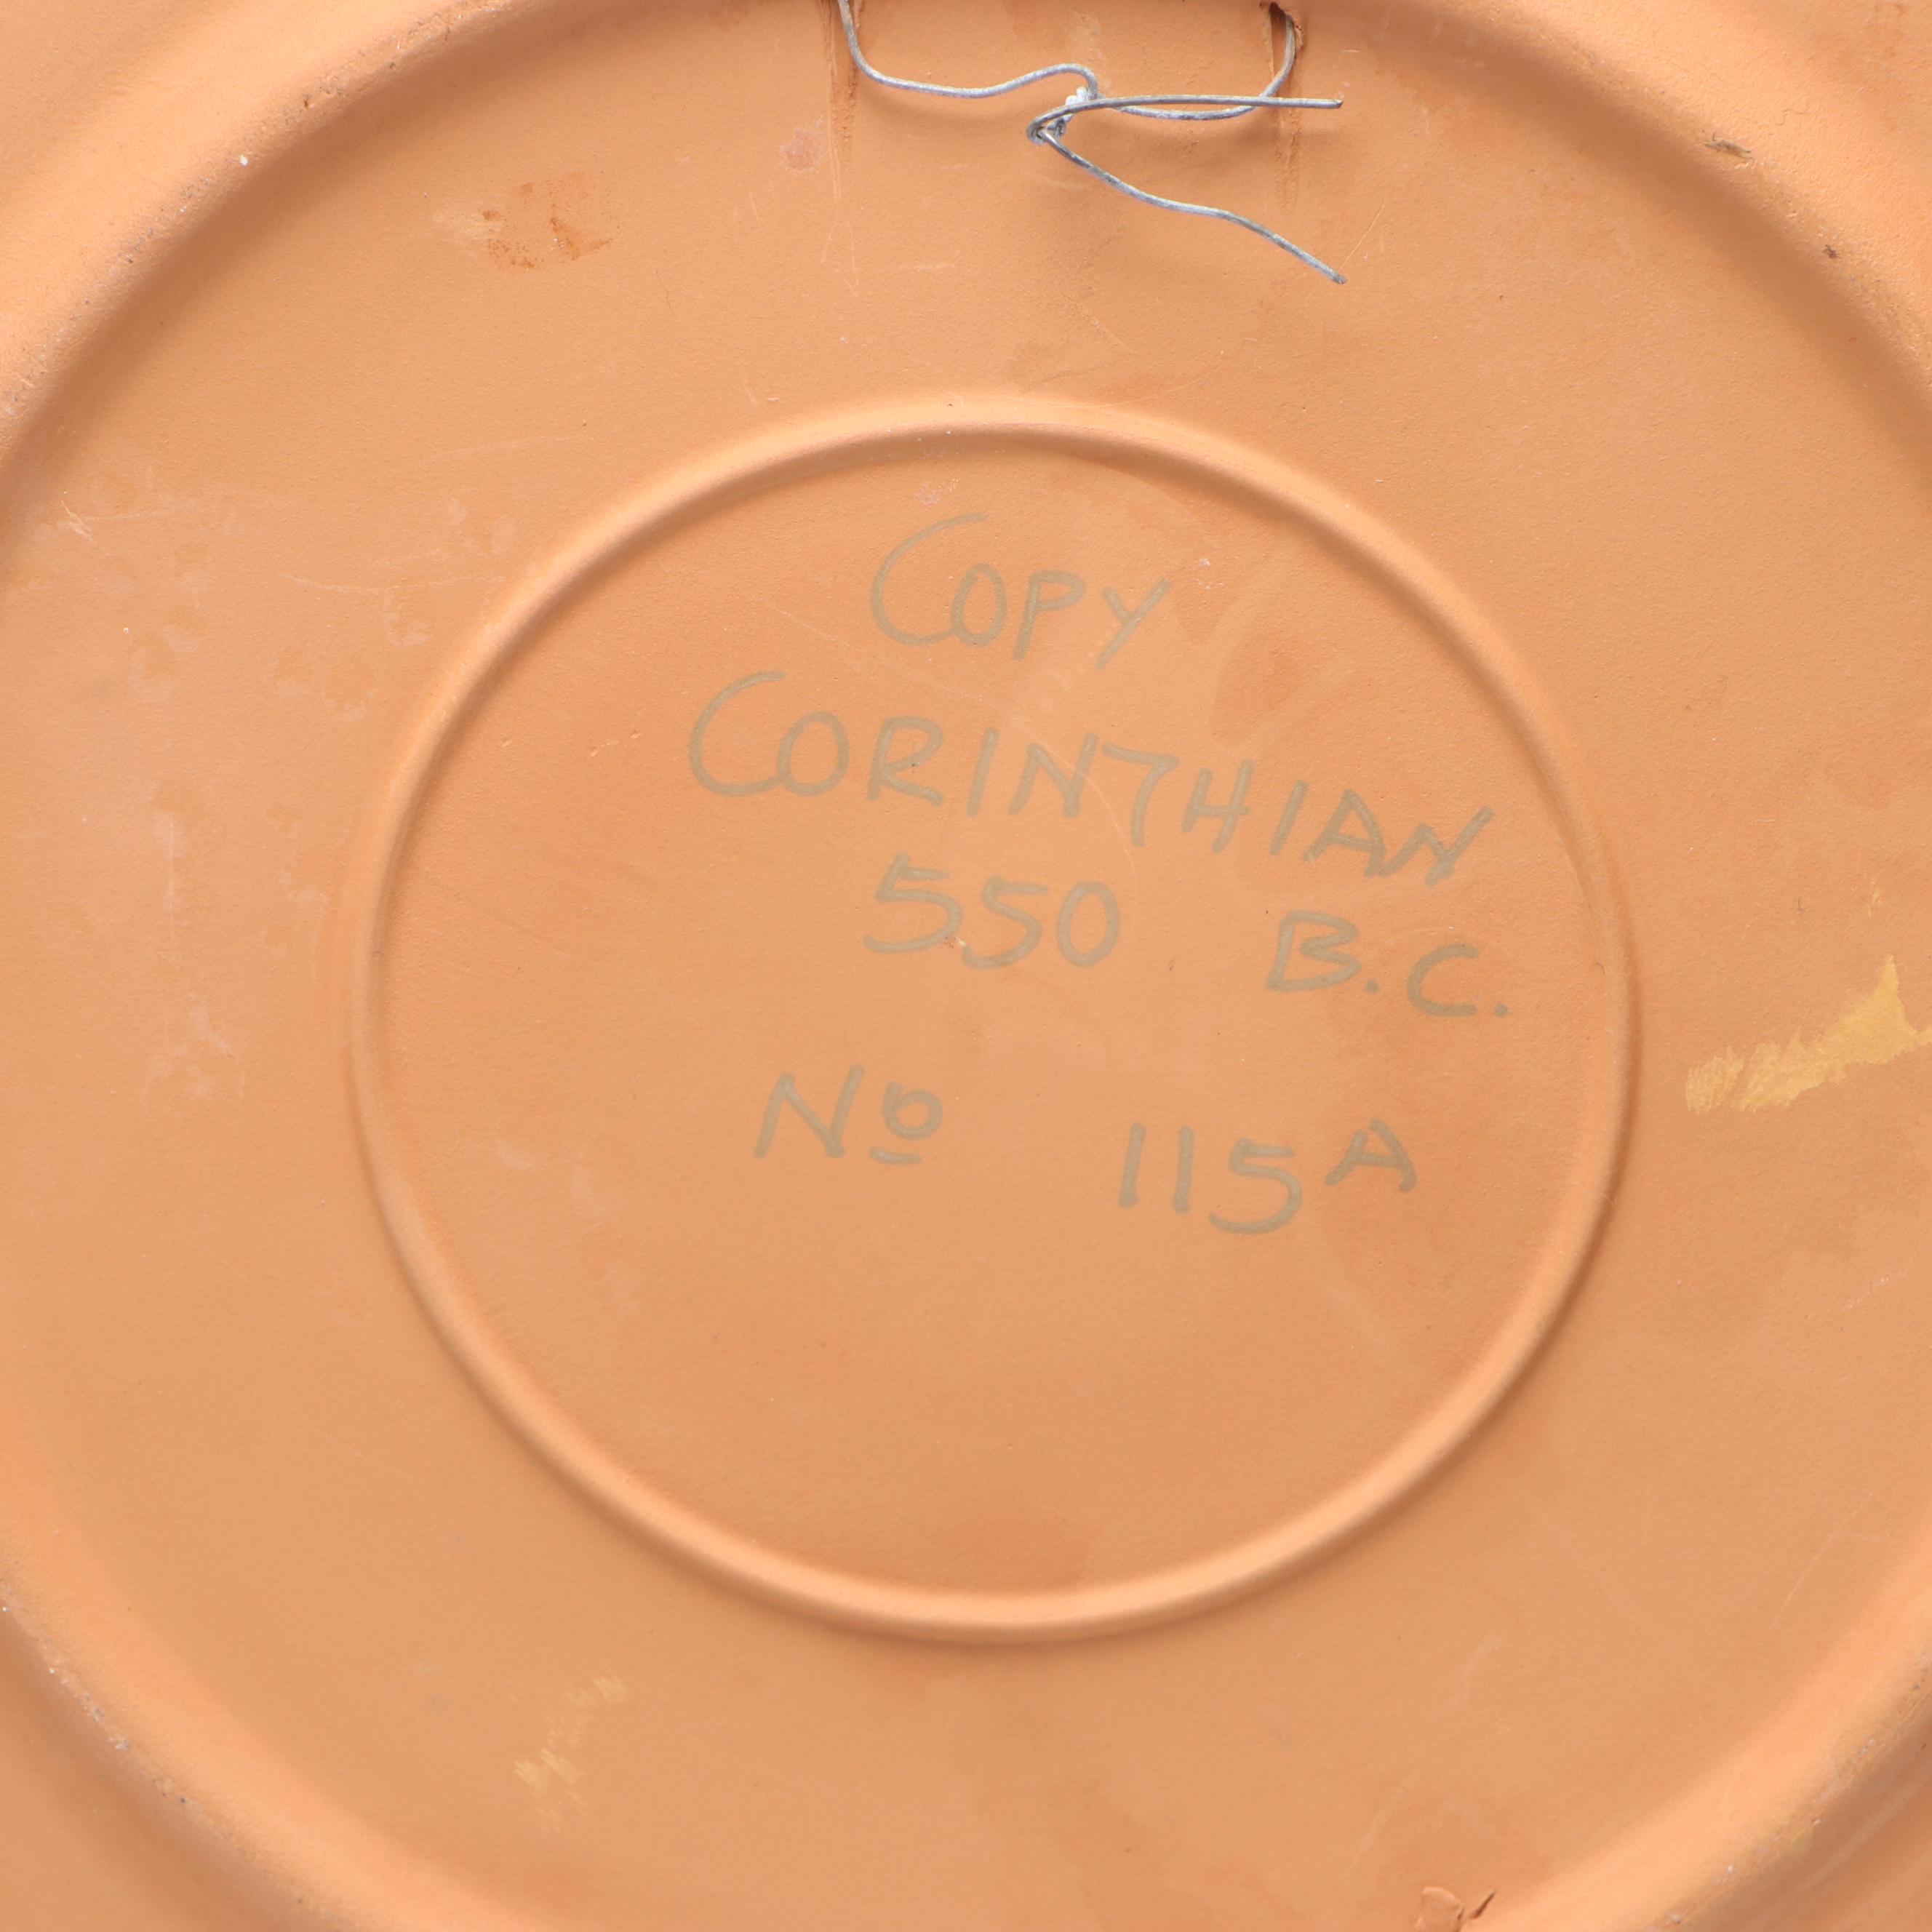 COPY
CORINTHIAN
550 B.C.
Nº 115A